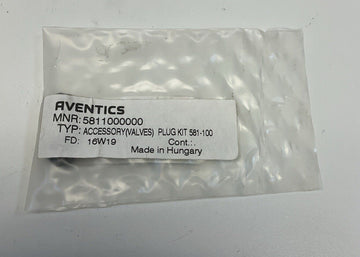 AVENTICS
MNR: 5811000000
TYP: ACCESSORY(VALVES) PLUG KIT 581-100
FD: 16W19 Cont.:
Made in Hungary